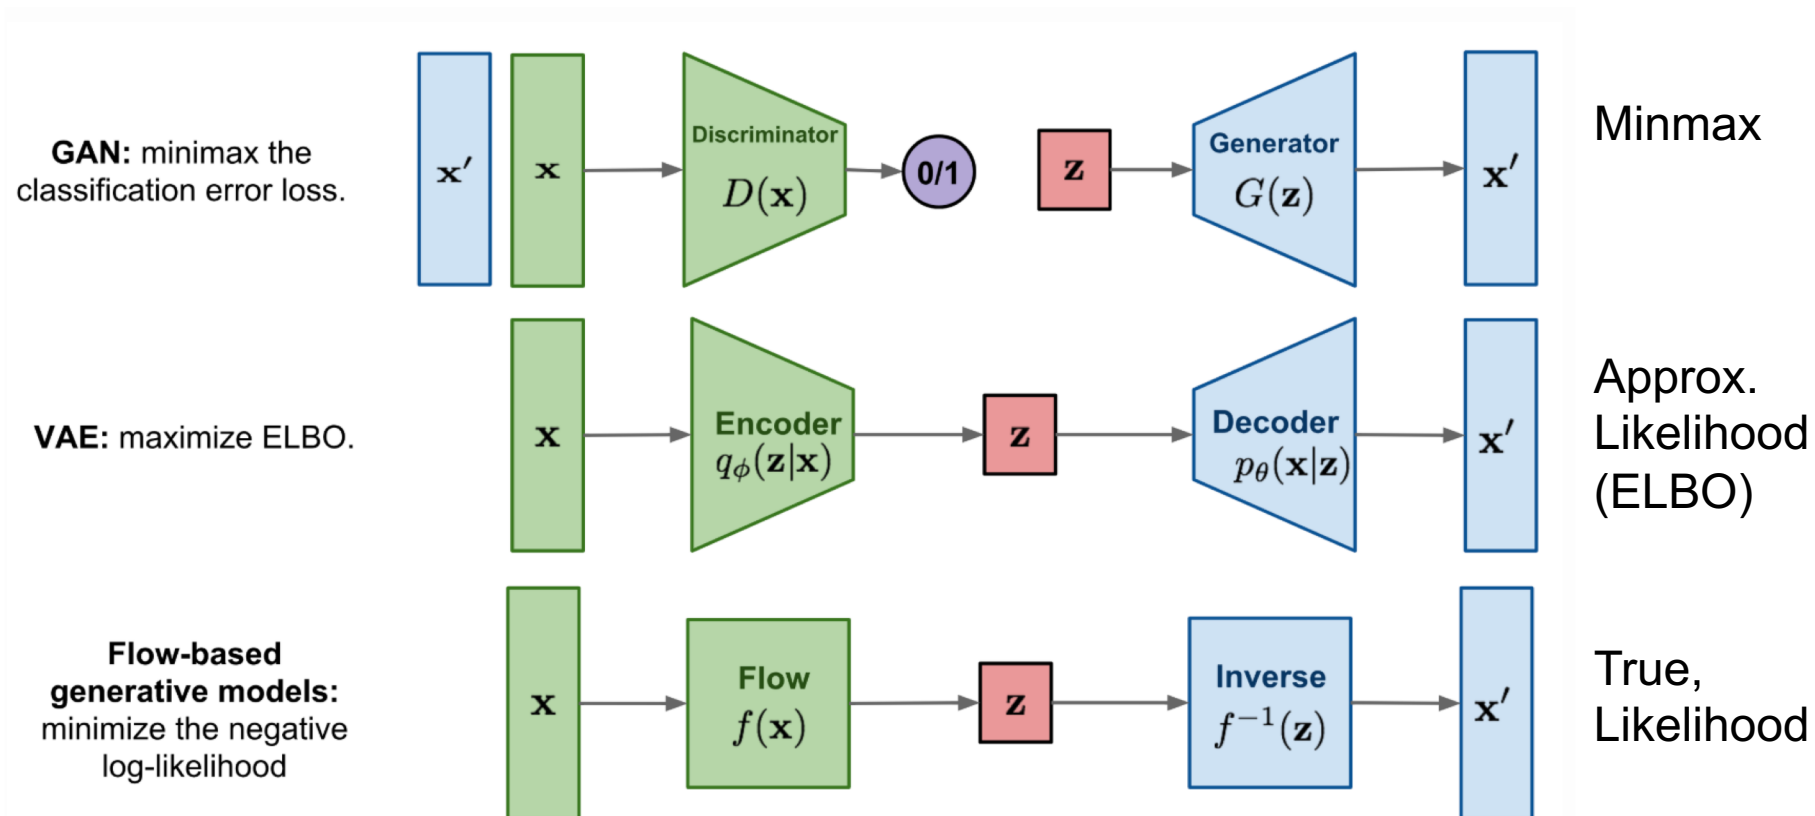 GAN: minimax the
classification error loss.
x′
x
Discriminator
D(x)
0/1
z
Generator
G(z)
x′
Minmax
VAE: maximize ELBO.
x
Encoder
qϕ(z|x)
z
Decoder
pθ(x|z)
x′
Approx.
Likelihood
(ELBO)
Flow-based
generative models:
minimize the negative
log-likelihood
x
Flow
f(x)
z
Inverse
f⁻¹(z)
x′
True,
Likelihood